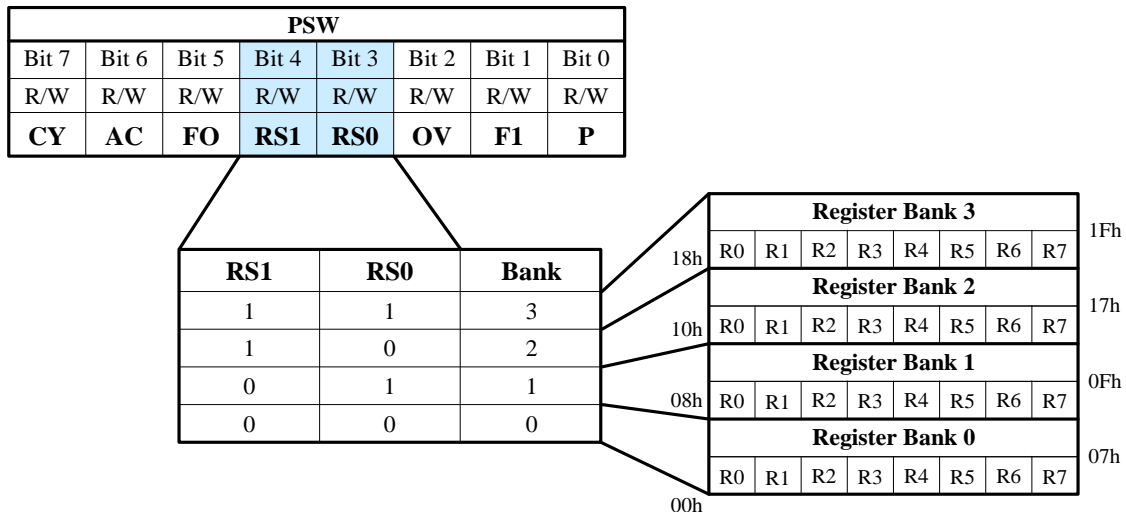 PSW
Bit 7 Bit 6 Bit 5 Bit 4 Bit 3 Bit 2 Bit 1 Bit 0
R/W R/W R/W R/W R/W R/W R/W R/W
CY AC FO RS1 RS0 OV F1 P
RS1 RS0 Bank
1 1 3
1 0 2
0 1 1
0 0 0
Register Bank 3
1Fh
18h R0 R1 R2 R3 R4 R5 R6 R7
Register Bank 2
17h
10h R0 R1 R2 R3 R4 R5 R6 R7
Register Bank 1
0Fh
08h R0 R1 R2 R3 R4 R5 R6 R7
Register Bank 0
07h
R0 R1 R2 R3 R4 R5 R6 R7
00h